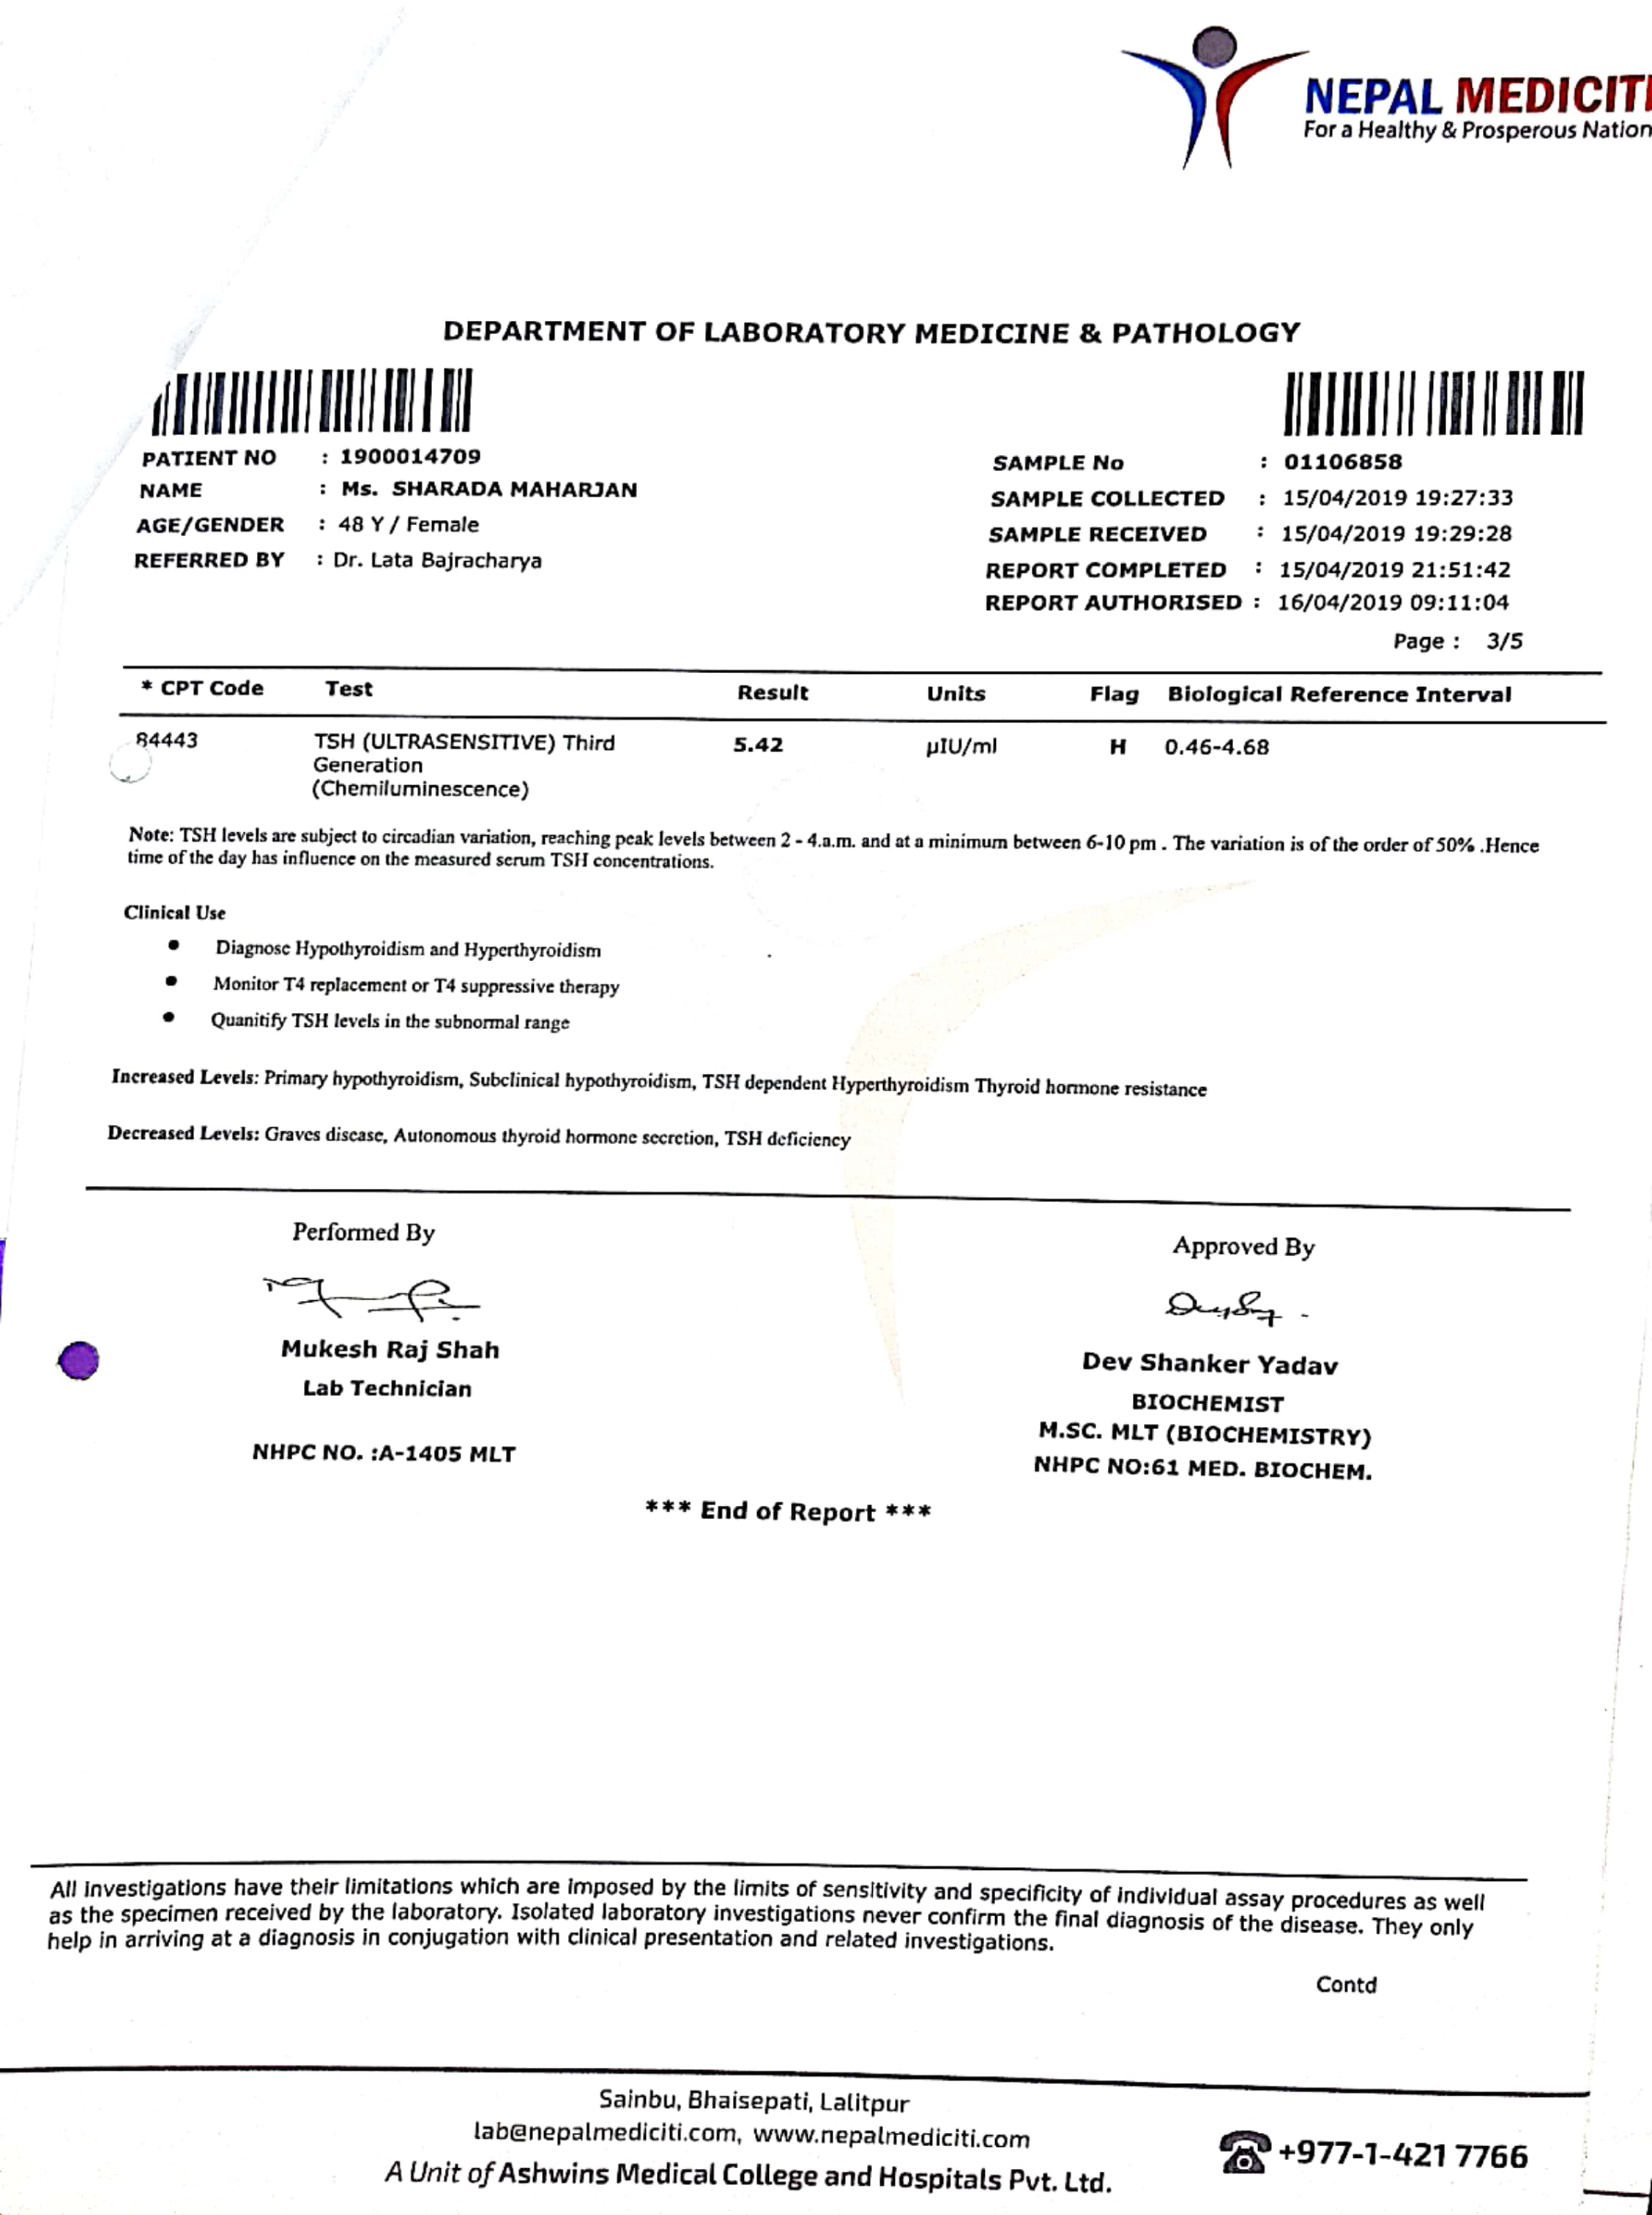 NEPAL MEDICITI
For a Healthy & Prosperous Nation
DEPARTMENT OF LABORATORY MEDICINE & PATHOLOGY
PATIENT NO : 1900014709
NAME : Ms. SHARADA MAHARJAN
AGE/GENDER : 48 Y / Female
REFERRED BY : Dr. Lata Bajracharya
SAMPLE No : 01106858
SAMPLE COLLECTED : 15/04/2019 19:27:33
SAMPLE RECEIVED : 15/04/2019 19:29:28
REPORT COMPLETED : 15/04/2019 21:51:42
REPORT AUTHORISED : 16/04/2019 09:11:04
Page : 3/5
* CPT Code Test Result Units Flag Biological Reference Interval
84443 TSH (ULTRASENSITIVE) Third 5.42 µIU/ml H 0.46-4.68
Generation
(Chemiluminescence)
Note: TSH levels are subject to circadian variation, reaching peak levels between 2 - 4.a.m. and at a minimum between 6-10 pm . The variation is of the order of 50% .Hence
time of the day has influence on the measured serum TSH concentrations.
Clinical Use
• Diagnose Hypothyroidism and Hyperthyroidism
• Monitor T4 replacement or T4 suppressive therapy
• Quanitify TSH levels in the subnormal range
Increased Levels: Primary hypothyroidism, Subclinical hypothyroidism, TSH dependent Hyperthyroidism Thyroid hormone resistance
Decreased Levels: Graves disease, Autonomous thyroid hormone secretion, TSH deficiency
Performed By
Mukesh Raj Shah
Lab Technician
NHPC NO. :A-1405 MLT
Approved By
Dev Shanker Yadav
BIOCHEMIST
M.SC. MLT (BIOCHEMISTRY)
NHPC NO:61 MED. BIOCHEM.
*** End of Report ***
All investigations have their limitations which are imposed by the limits of sensitivity and specificity of individual assay procedures as well
as the specimen received by the laboratory. Isolated laboratory investigations never confirm the final diagnosis of the disease. They only
help in arriving at a diagnosis in conjugation with clinical presentation and related investigations.
Contd
Sainbu, Bhaisepati, Lalitpur
lab@nepalmediciti.com, www.nepalmediciti.com
A Unit of Ashwins Medical College and Hospitals Pvt. Ltd.
+977-1-421 7766